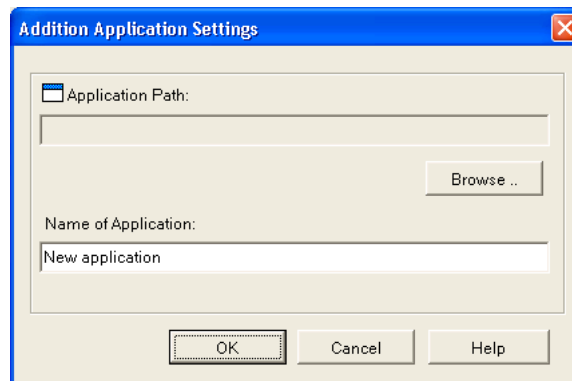 Addition Application Settings
Application Path:
Browse ..
Name of Application:
New application
OK
Cancel
Help